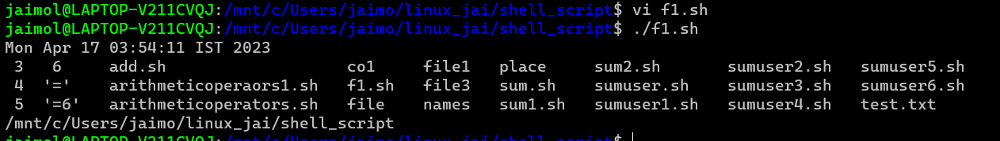 jaimol@LAPTOP-V211CVQJ:/mnt/c/Users/jaimo/linux_jai/shell_script$ vi f1.sh
jaimol@LAPTOP-V211CVQJ:/mnt/c/Users/jaimo/linux_jai/shell_script$ ./f1.sh
Mon Apr 17 03:54:11 IST 2023
 3   6     add.sh                   co1     file1   place     sum2.sh       sumuser2.sh   sumuser5.sh
 4  '='    arithmeticoperaors1.sh   f1.sh   file3   sum.sh    sumuser.sh    sumuser3.sh   sumuser6.sh
 5  '=6'   arithmeticoperators.sh   file    names   sum1.sh   sumuser1.sh   sumuser4.sh   test.txt
/mnt/c/Users/jaimo/linux_jai/shell_script
jaimol@LAPTOP-V211CVQJ:/mnt/c/Users/jaimo/linux_jai/shell_script$